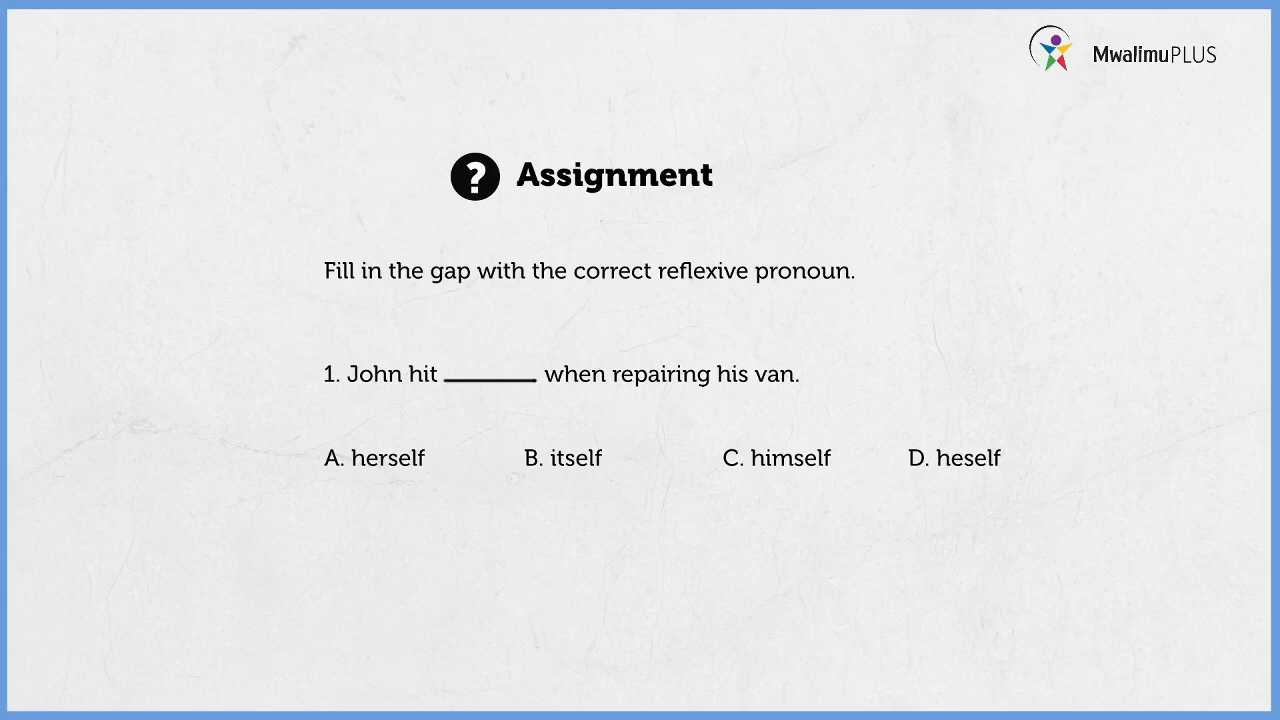 MwalimuPLUS
? Assignment
Fill in the gap with the correct reflexive pronoun.
1. John hit ________ when repairing his van.
A. herself B. itself C. himself D. heself